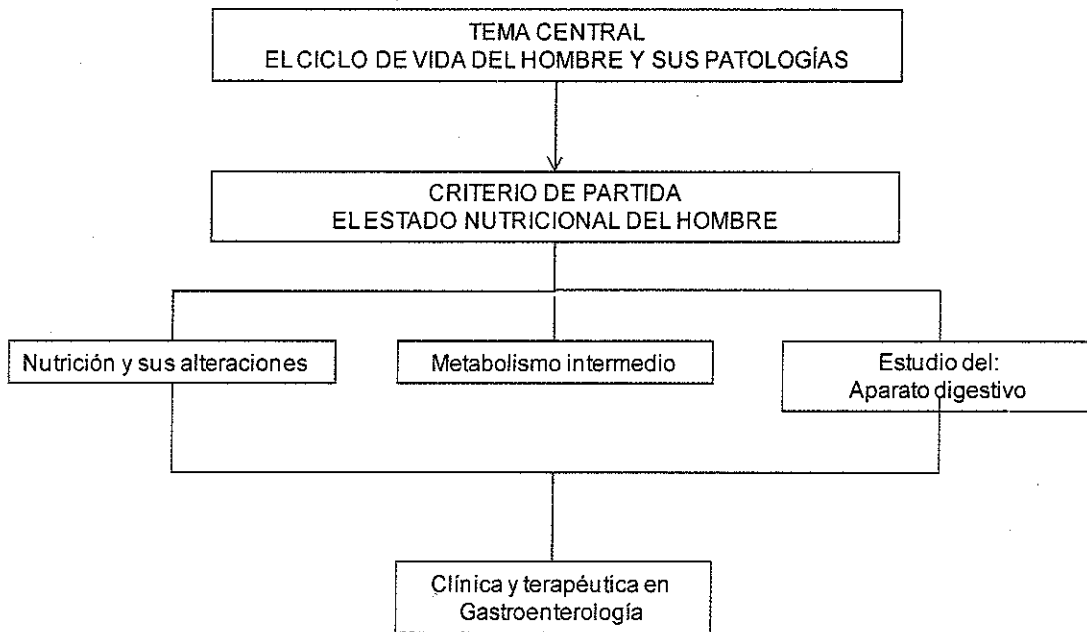 TEMA CENTRAL
EL CICLO DE VIDA DEL HOMBRE Y SUS PATOLOGÍAS
CRITERIO DE PARTIDA
EL ESTADO NUTRICIONAL DEL HOMBRE
Nutrición y sus alteraciones
Metabolismo intermedio
Estudio del:
Aparato digestivo
Clínica y terapéutica en
Gastroenterología